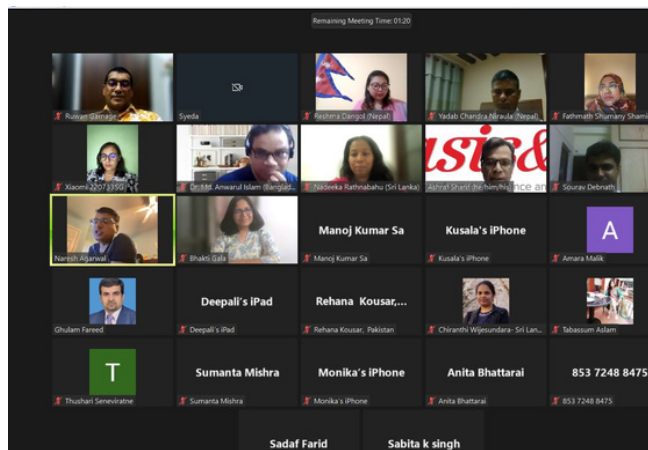 Remaining Meeting Time: 01:20
Ruwan Gamage
Syeda
Reshma Dangol (Nepal)
Yadab Chandra Niraula (Nepal)
Fathmath Shumany Shami
Xiaomi 2207335G
Dr. Md. Anwarul Islam (Banglad...
Nadeeka Rathnabahu (Sri Lanka)
Ashraf Sharif (he/him/his)
Sourav Debnath
Naresh Agarwal
Bhakti Gala
Manoj Kumar Sa
Manoj Kumar Sa
Kusala's iPhone
Kusala's iPhone
A
Amara Malik
Ghulam Fareed
Deepali's iPad
Deepali's iPad
Rehana Kousar,...
Rehana Kousar, Pakistan
Chiranthi Wijesundara- Sri Lan...
Tabassum Aslam
T
Thushari Seneviratne
Sumanta Mishra
Sumanta Mishra
Monika's iPhone
Monika's iPhone
Anita Bhattarai
Anita Bhattarai
853 7248 8475
853 7248 8475
Sadaf Farid
Sabita k singh